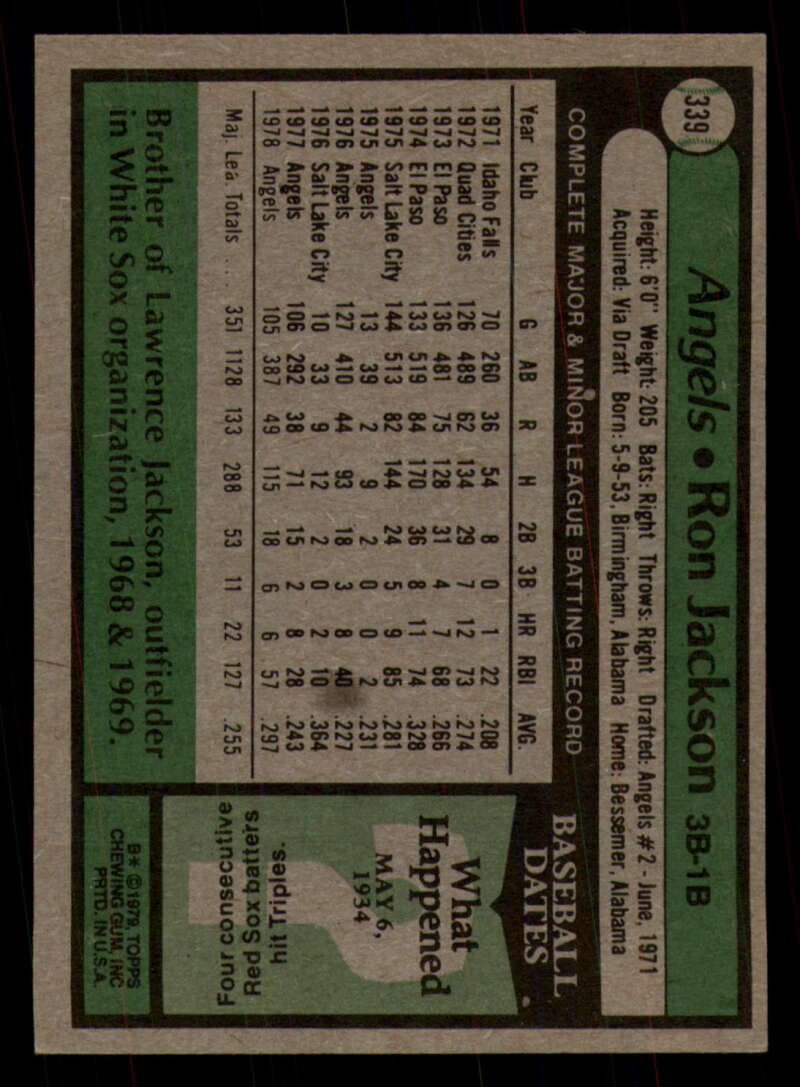 339
Angels • Ron Jackson 3B-1B
Height: 6'0" Weight: 205 Bats: Right Throws: Right Drafted: Angels #2 - June, 1971
Acquired: Via Draft Born: 5-9-53, Birmingham, Alabama Home: Bessemer, Alabama
COMPLETE MAJOR & MINOR LEAGUE BATTING RECORD
Year Club G AB R H 2B 3B HR RBI AVG.
1971 Idaho Falls 70 260 36 54 8 0 1 22 .208
1972 Quad Cities 126 489 62 134 29 7 12 73 .274
1973 El Paso 136 481 75 128 31 4 7 68 .266
1974 El Paso 133 519 84 170 36 8 11 74 .328
1975 Salt Lake City 144 513 82 144 24 5 9 85 .281
1975 Angels 13 39 2 9 2 0 0 2 .231
1976 Angels 127 410 44 93 18 3 8 40 .227
1976 Salt Lake City 10 33 9 12 2 0 2 10 .364
1977 Angels 106 292 38 71 15 2 8 28 .243
1978 Angels 105 387 49 115 18 6 6 57 .297
Maj. Lea. Totals .... 351 1128 133 288 53 11 22 127 .255
Brother of Lawrence Jackson, outfielder
in White Sox organization, 1968 & 1969.
BASEBALL
DATES
What
Happened
MAY 6,
1934
Four consecutive
Red Sox batters
hit Triples.
B* © 1979, TOPPS
CHEWING GUM, INC
PRTD. IN U.S.A.